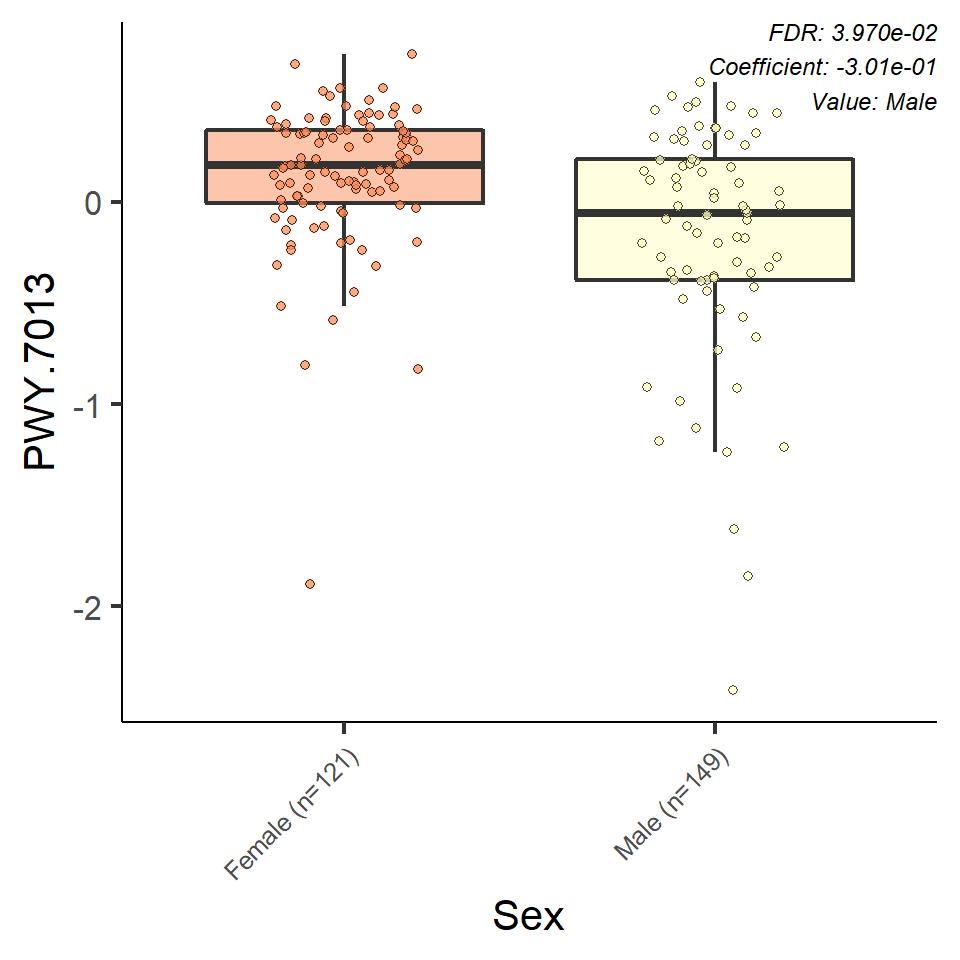 FDR: 3.970e-02
Coefficient: -3.01e-01
Value: Male
PWY.7013
0
-1
-2
Female (n=121)
Male (n=149)
Sex